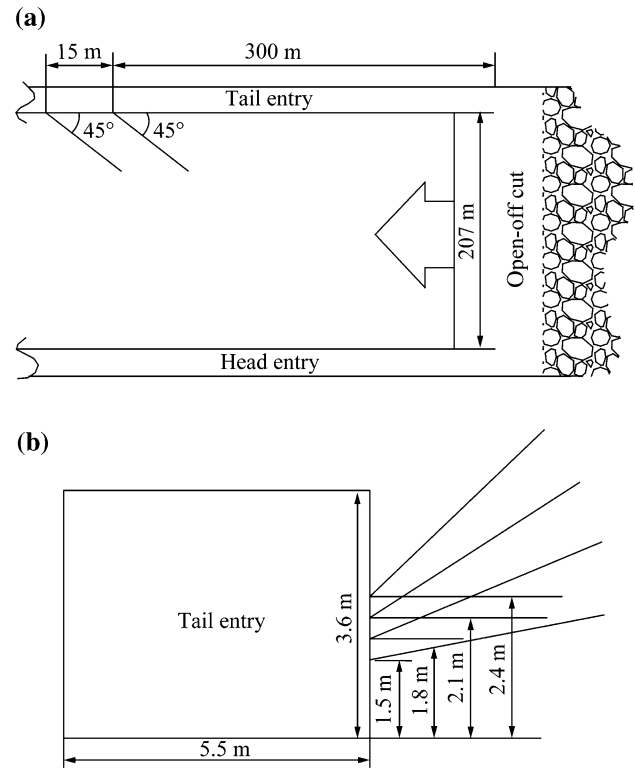 (a)
15 m
300 m
Tail entry
45°
45°
207 m
Open-off cut
Head entry
(b)
Tail entry
3.6 m
1.5 m
1.8 m
2.1 m
2.4 m
5.5 m